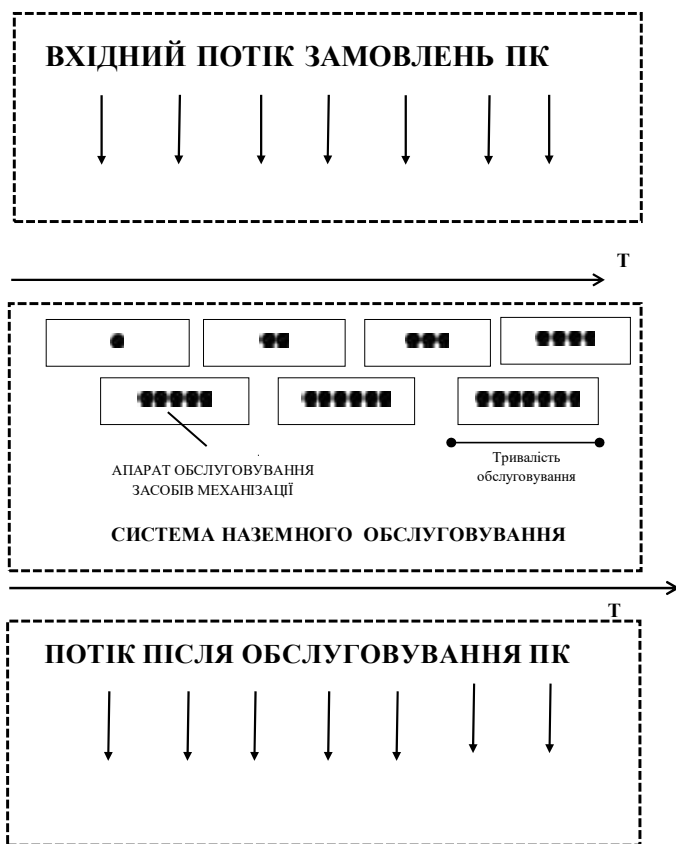 ВХІДНИЙ ПОТІК ЗАМОВЛЕНЬ ПК
Т
АПАРАТ ОБСЛУГОВУВАННЯ
ЗАСОБІВ МЕХАНІЗАЦІЇ
Тривалість
обслуговування
СИСТЕМА НАЗЕМНОГО ОБСЛУГОВУВАННЯ
Т
ПОТІК ПІСЛЯ ОБСЛУГОВУВАННЯ ПК